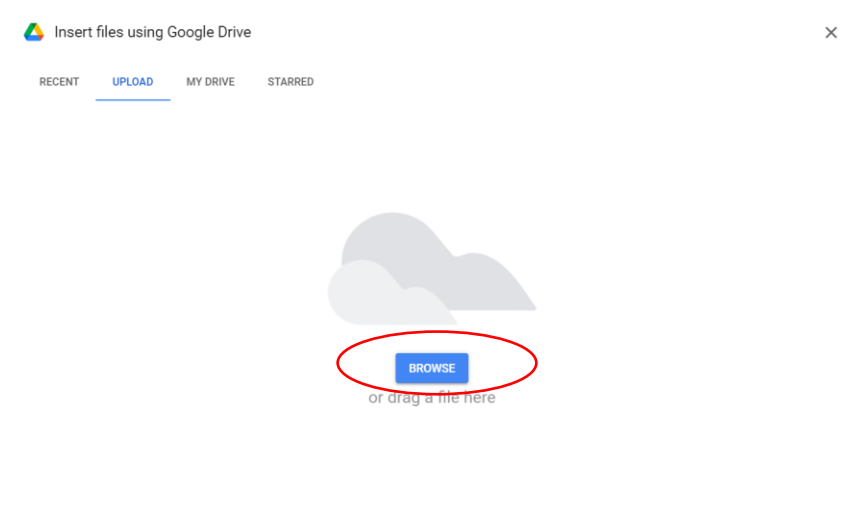 Insert files using Google Drive
RECENT UPLOAD MY DRIVE STARRED
BROWSE
or drag a file here